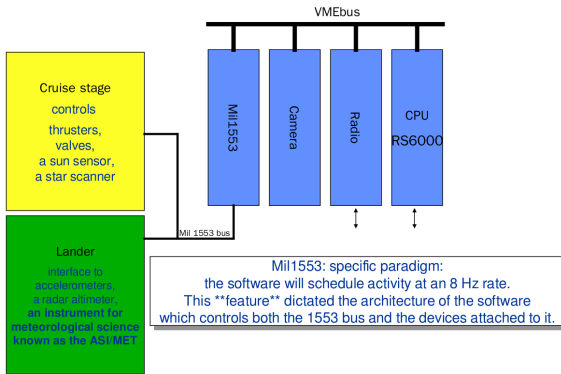 VMEbus
Cruise stage
controls
thrusters,
valves,
a sun sensor,
a star scanner
Mil1553
Camera
Radio
CPU
RS6000
Mil 1553 bus
Lander
interface to
accelerometers,
a radar altimeter,
an instrument for
meteorological science
known as the ASI/MET
Mil1553: specific paradigm:
the software will schedule activity at an 8 Hz rate.
This **feature** dictated the architecture of the software
which controls both the 1553 bus and the devices attached to it.